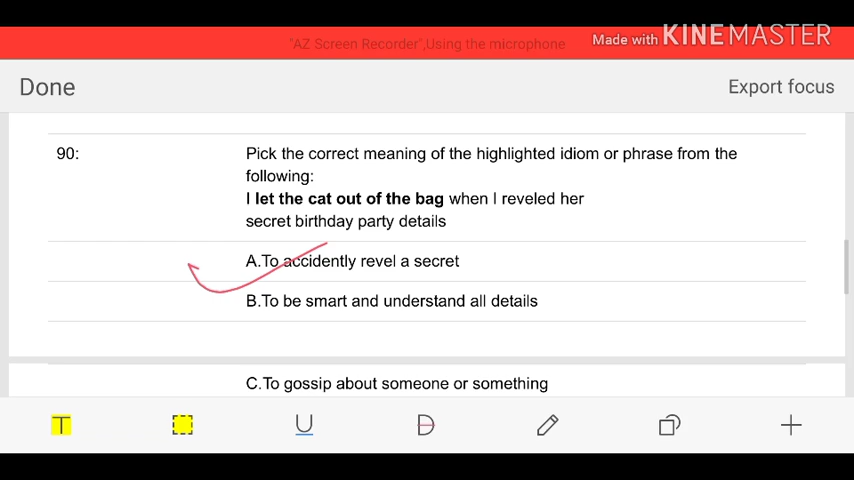 "AZ Screen Recorder",Using the microphone
Made with KINEMASTER
Done
Export focus
90:
Pick the correct meaning of the highlighted idiom or phrase from the
following:
I let the cat out of the bag when I reveled her
secret birthday party details
A.To accidently revel a secret
B.To be smart and understand all details
C.To gossip about someone or something
T
U
D